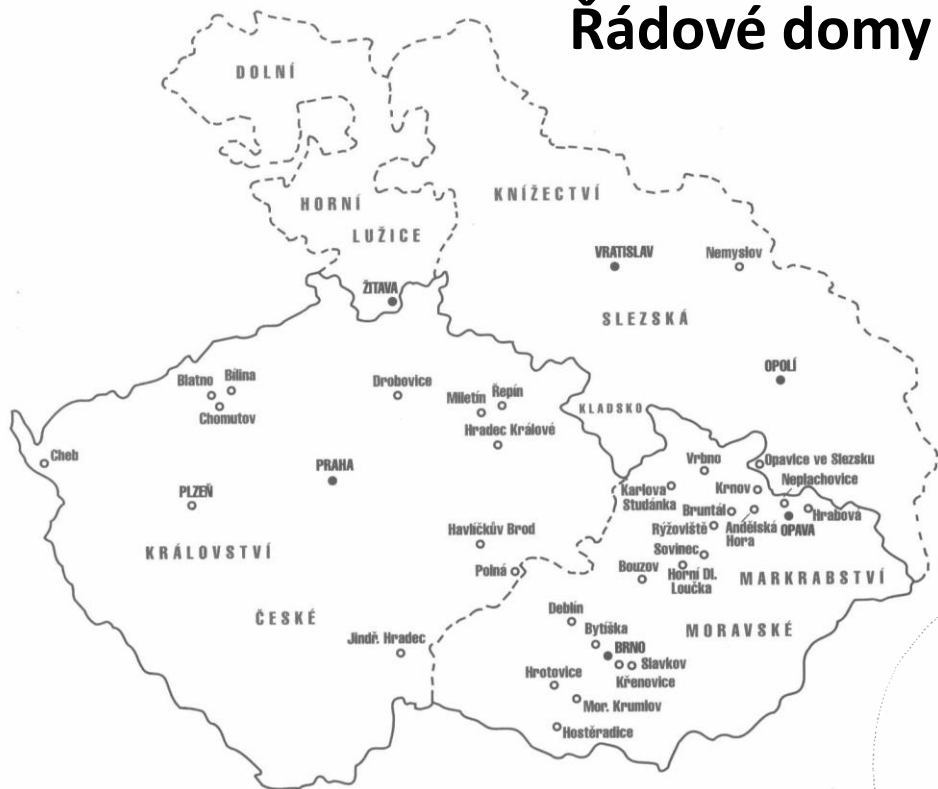 Řádové domy
DOLNÍ
HORNÍ
LUŽICE
KNÍŽECTVÍ
VRATISLAV
Nemyslov
ŽITAVA
SLEZSKÁ
OPOLÍ
Blatno
Bílina
Chomutov
Drobovice
Miletín
Řepín
KLADSKO
Hradec Králové
Cheb
PRAHA
PLZEŇ
Vrbno
Opavice ve Slezsku
Neplachovice
Karlova
Studánka
Krnov
Bruntál
Hrabová
Rýžoviště
Andělská
Hora
OPAVA
Havlíčkův Brod
KRÁLOVSTVÍ
Sovinec
Polná
Bouzov
Horní Dl.
Loučka
MARKRABSTVÍ
ČESKÉ
Deblín
MORAVSKÉ
Bytíška
Jindř. Hradec
BRNO
Slavkov
Křenovice
Hrotovice
Mor. Krumlov
Hostěradice